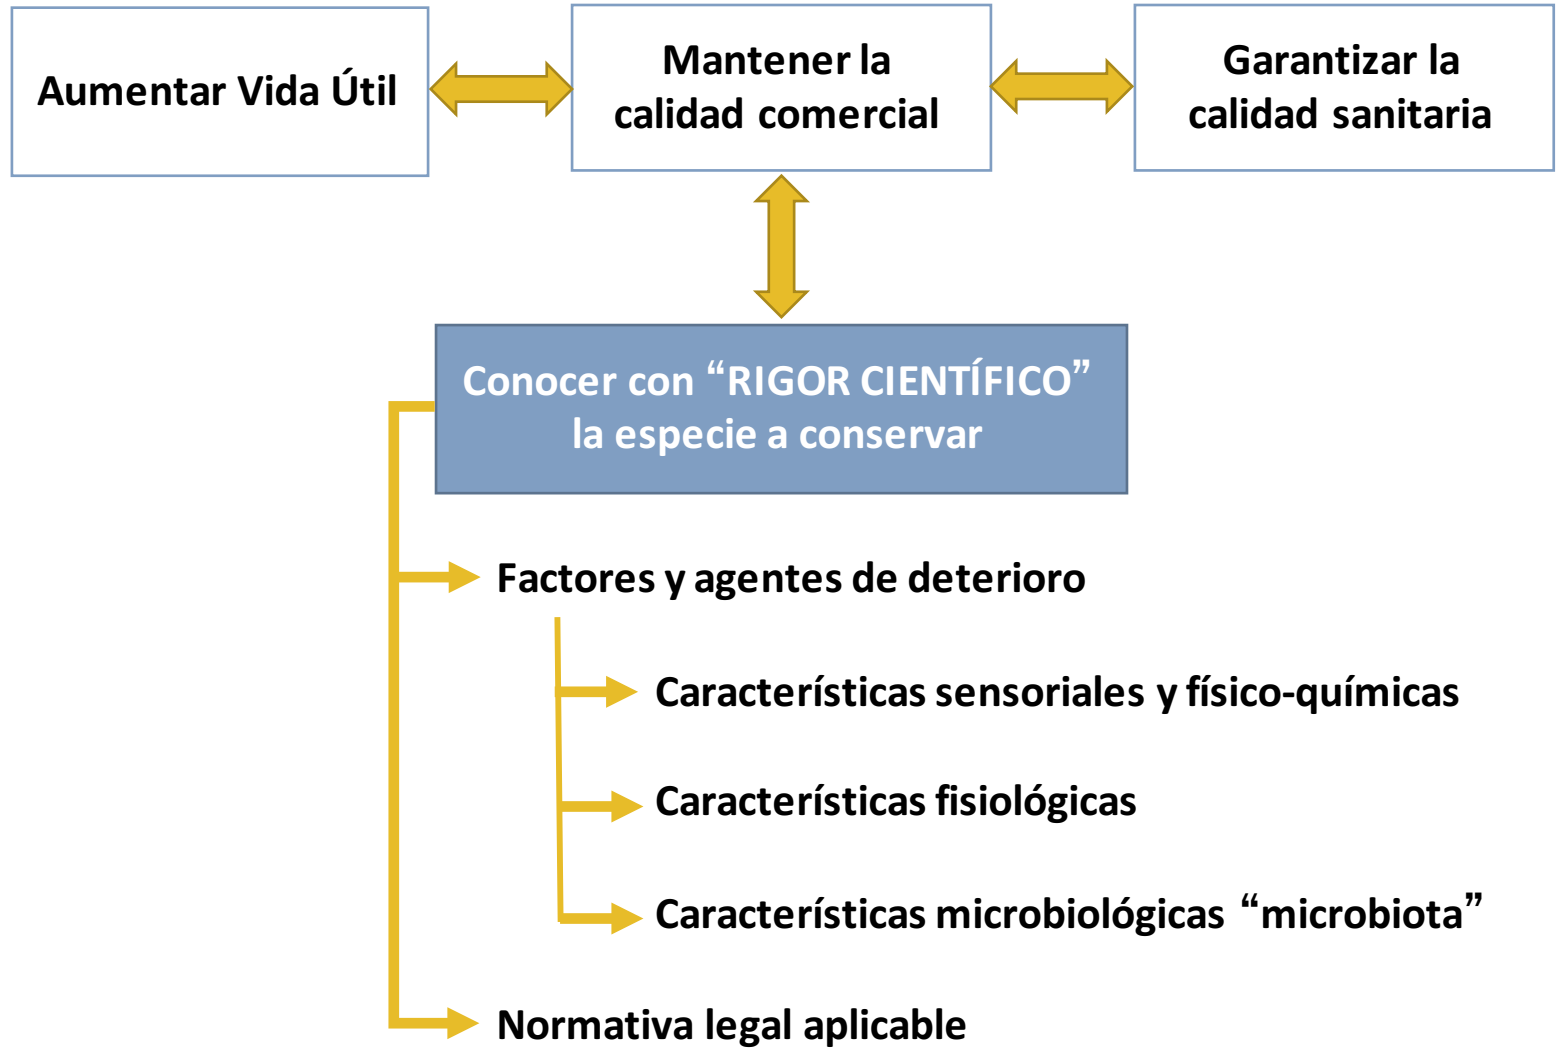 Aumentar Vida Útil
Mantener la
calidad comercial
Garantizar la
calidad sanitaria
Conocer con “RIGOR CIENTÍFICO”
la especie a conservar
Factores y agentes de deterioro
Características sensoriales y físico-químicas
Características fisiológicas
Características microbiológicas “microbiota”
Normativa legal aplicable